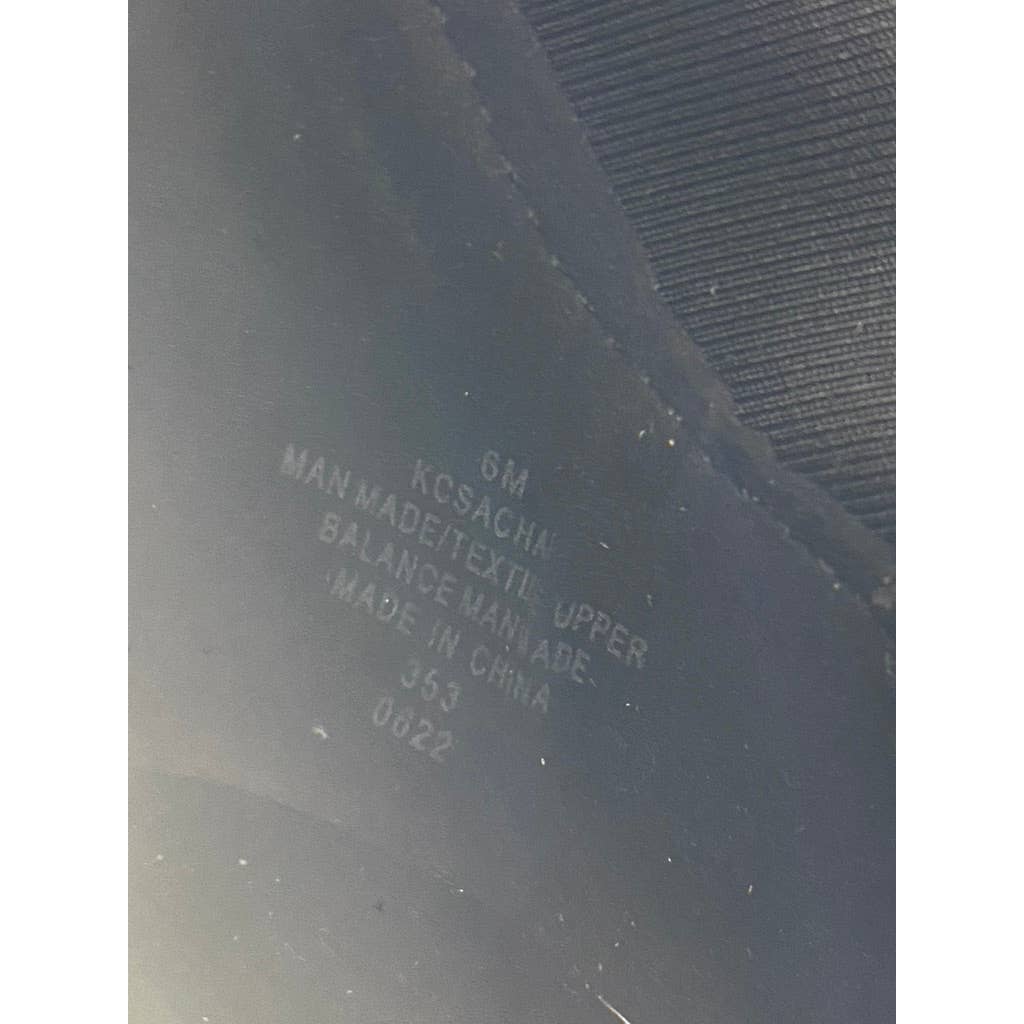 6M
KCSACHA
MAN MADE/TEXTILE UPPER
BALANCE MANMADE
MADE IN CHINA
353
0622